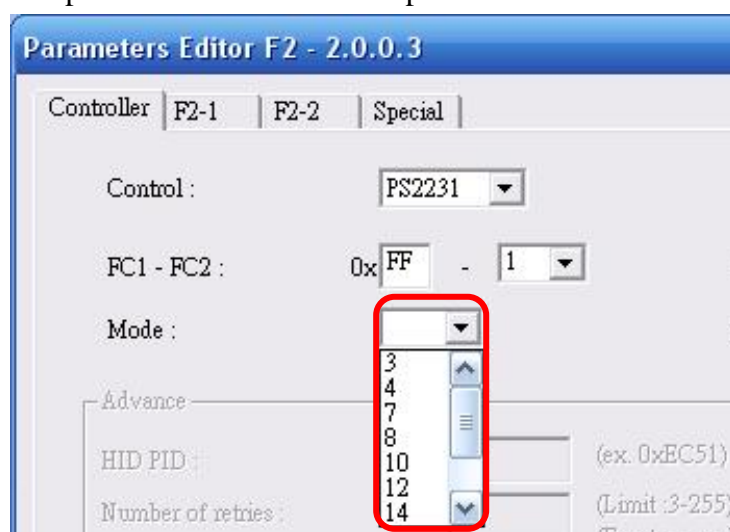 Parameters Editor F2 - 2.0.0.3
Controller F2-1 F2-2 Special
Control : PS2231
FC1 - FC2 : 0x FF - 1
Mode :
3
4
7
8
10
12
14
Advance
HID PID : (ex. 0xEC51)
Number of retries : (Limit :3-255)